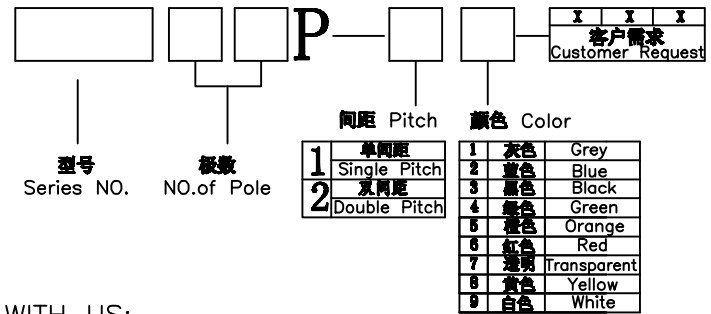 P
X X X
客户需求
Customer Request
间距 Pitch
颜色 Color
型号
Series NO.
极数
NO.of Pole
1 单间距
Single Pitch
2 双间距
Double Pitch
1 灰色 Grey
2 蓝色 Blue
3 黑色 Black
4 绿色 Green
5 橙色 Orange
6 红色 Red
7 透明 Transparent
8 黄色 Yellow
9 白色 White
WITH US: